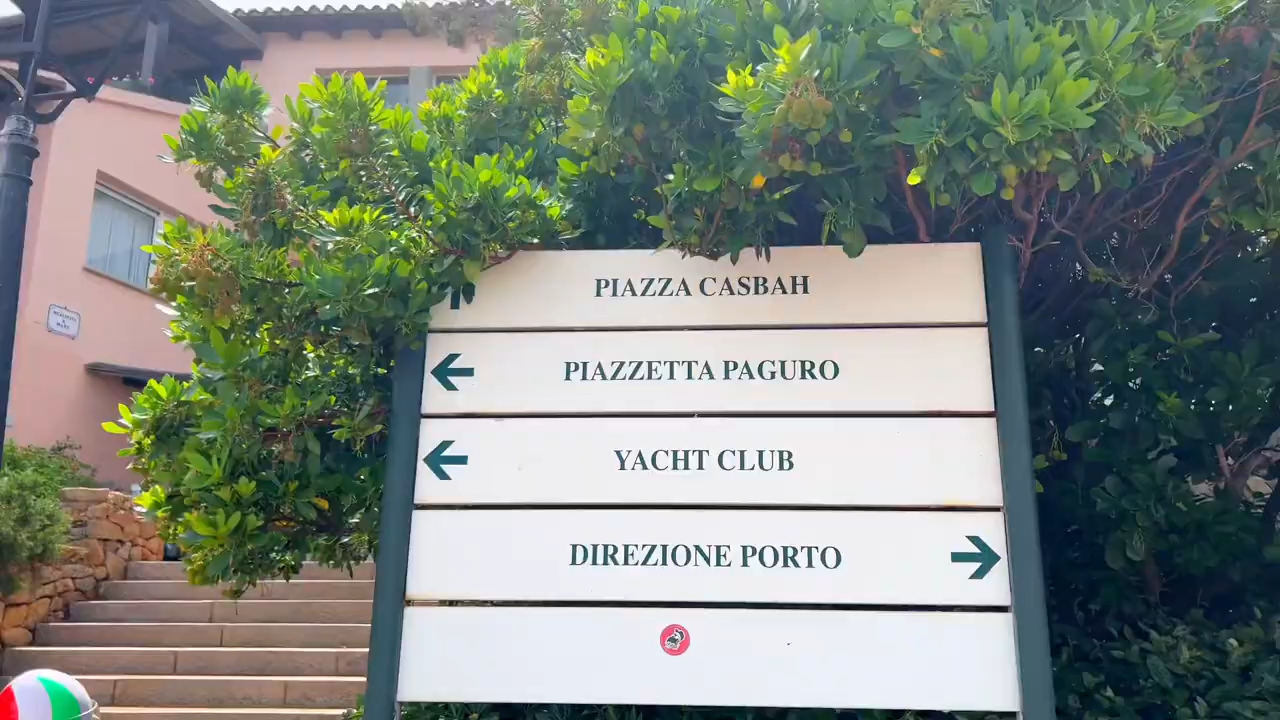 PIAZZA CASBAH
PIAZZETTA PAGURO
YACHT CLUB
DIREZIONE PORTO